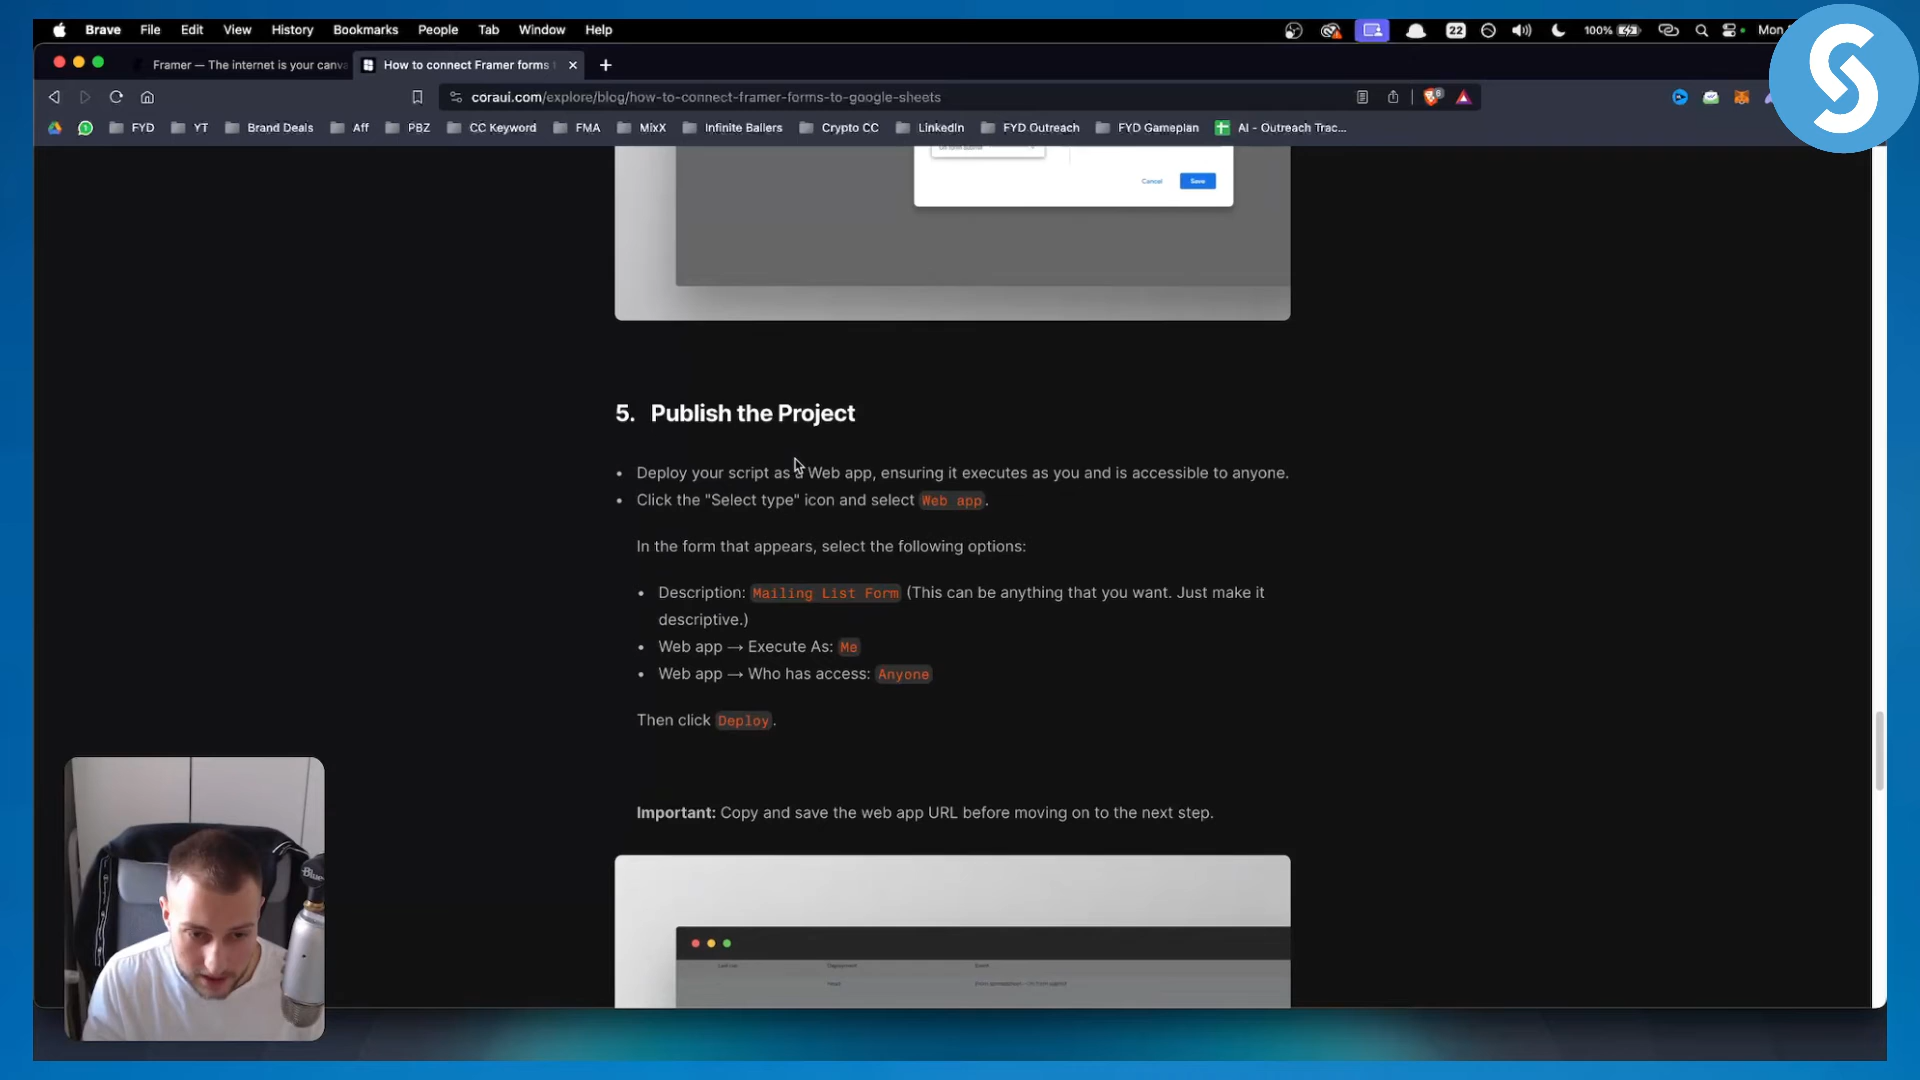 Brave File Edit View History Bookmarks People Tab Window Help 22 100% Mon
Framer — The internet is your canva
How to connect Framer forms
coraui.com/explore/blog/how-to-connect-framer-forms-to-google-sheets
FYD YT Brand Deals Aff PBZ CC Keyword FMA MixX Infinite Ballers Crypto CC LinkedIn FYD Outreach FYD Gameplan AI - Outreach Trac...
Cancel Save
5. Publish the Project
• Deploy your script as a Web app, ensuring it executes as you and is accessible to anyone.
• Click the "Select type" icon and select Web app.
In the form that appears, select the following options:
• Description: Mailing List Form (This can be anything that you want. Just make it
descriptive.)
• Web app → Execute As: Me
• Web app → Who has access: Anyone
Then click Deploy.
Important: Copy and save the web app URL before moving on to the next step.
Deployment Event
Head
Blue